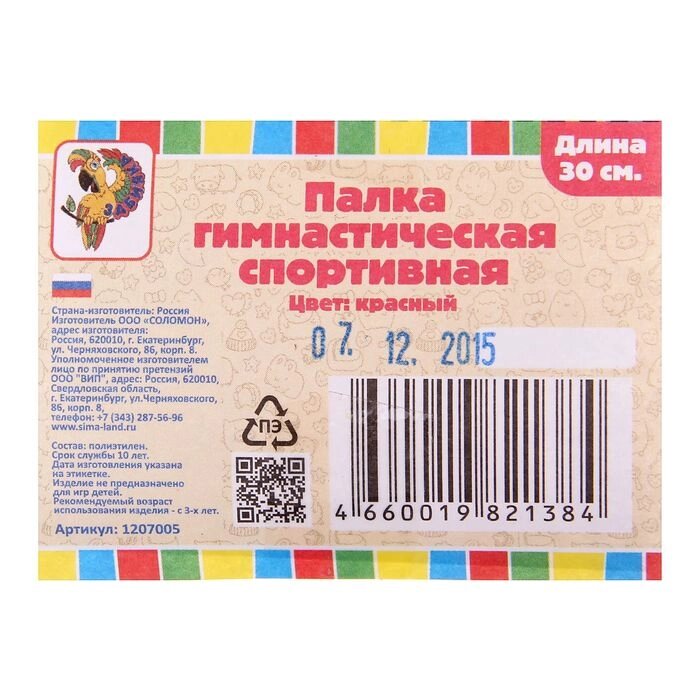 Длина
30 см.
Палка
гимнастическая
спортивная
Цвет: красный
07. 12. 2015
Страна-изготовитель: Россия
Изготовитель ООО «СОЛОМОН»,
адрес изготовителя:
Россия, 620010, г. Екатеринбург,
ул. Черняховского, 86, корп. 8.
Уполномоченное изготовителем
лицо по принятию претензий
ООО "ВИП", адрес: Россия, 620010,
Свердловская область,
г. Екатеринбург, ул.Черняховского,
86, корп. 8,
телефон: +7 (343) 287-56-96
www.sima-land.ru
Состав: полиэтилен.
Срок службы 10 лет.
Дата изготовления указана
на этикетке.
Изделие не предназначено
для игр детей.
Рекомендуемый возраст
использования изделия - с 3-х лет.
Артикул: 1207005
ПЭ
4 660019 821384